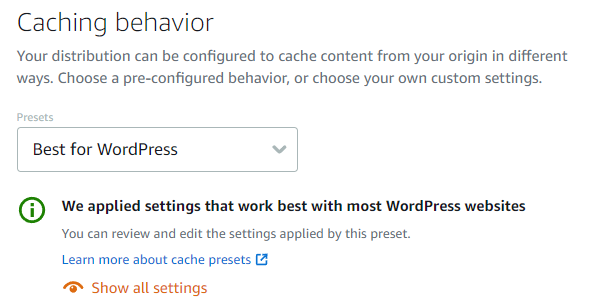 Caching behavior
Your distribution can be configured to cache content from your origin in different
ways. Choose a pre-configured behavior, or choose your own custom settings.
Presets
Best for WordPress
We applied settings that work best with most WordPress websites
You can review and edit the settings applied by this preset.
Learn more about cache presets
Show all settings